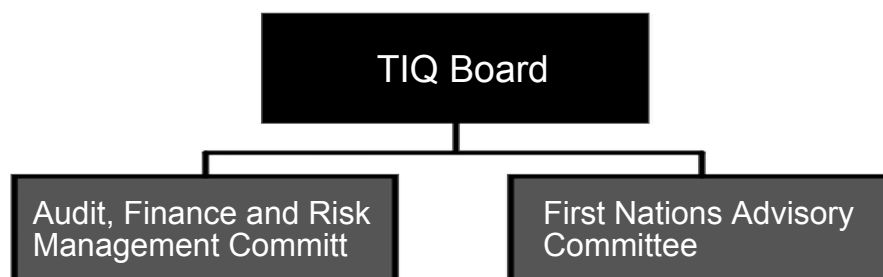 TIQ Board
Audit, Finance and Risk
Management Committ
First Nations Advisory
Committee